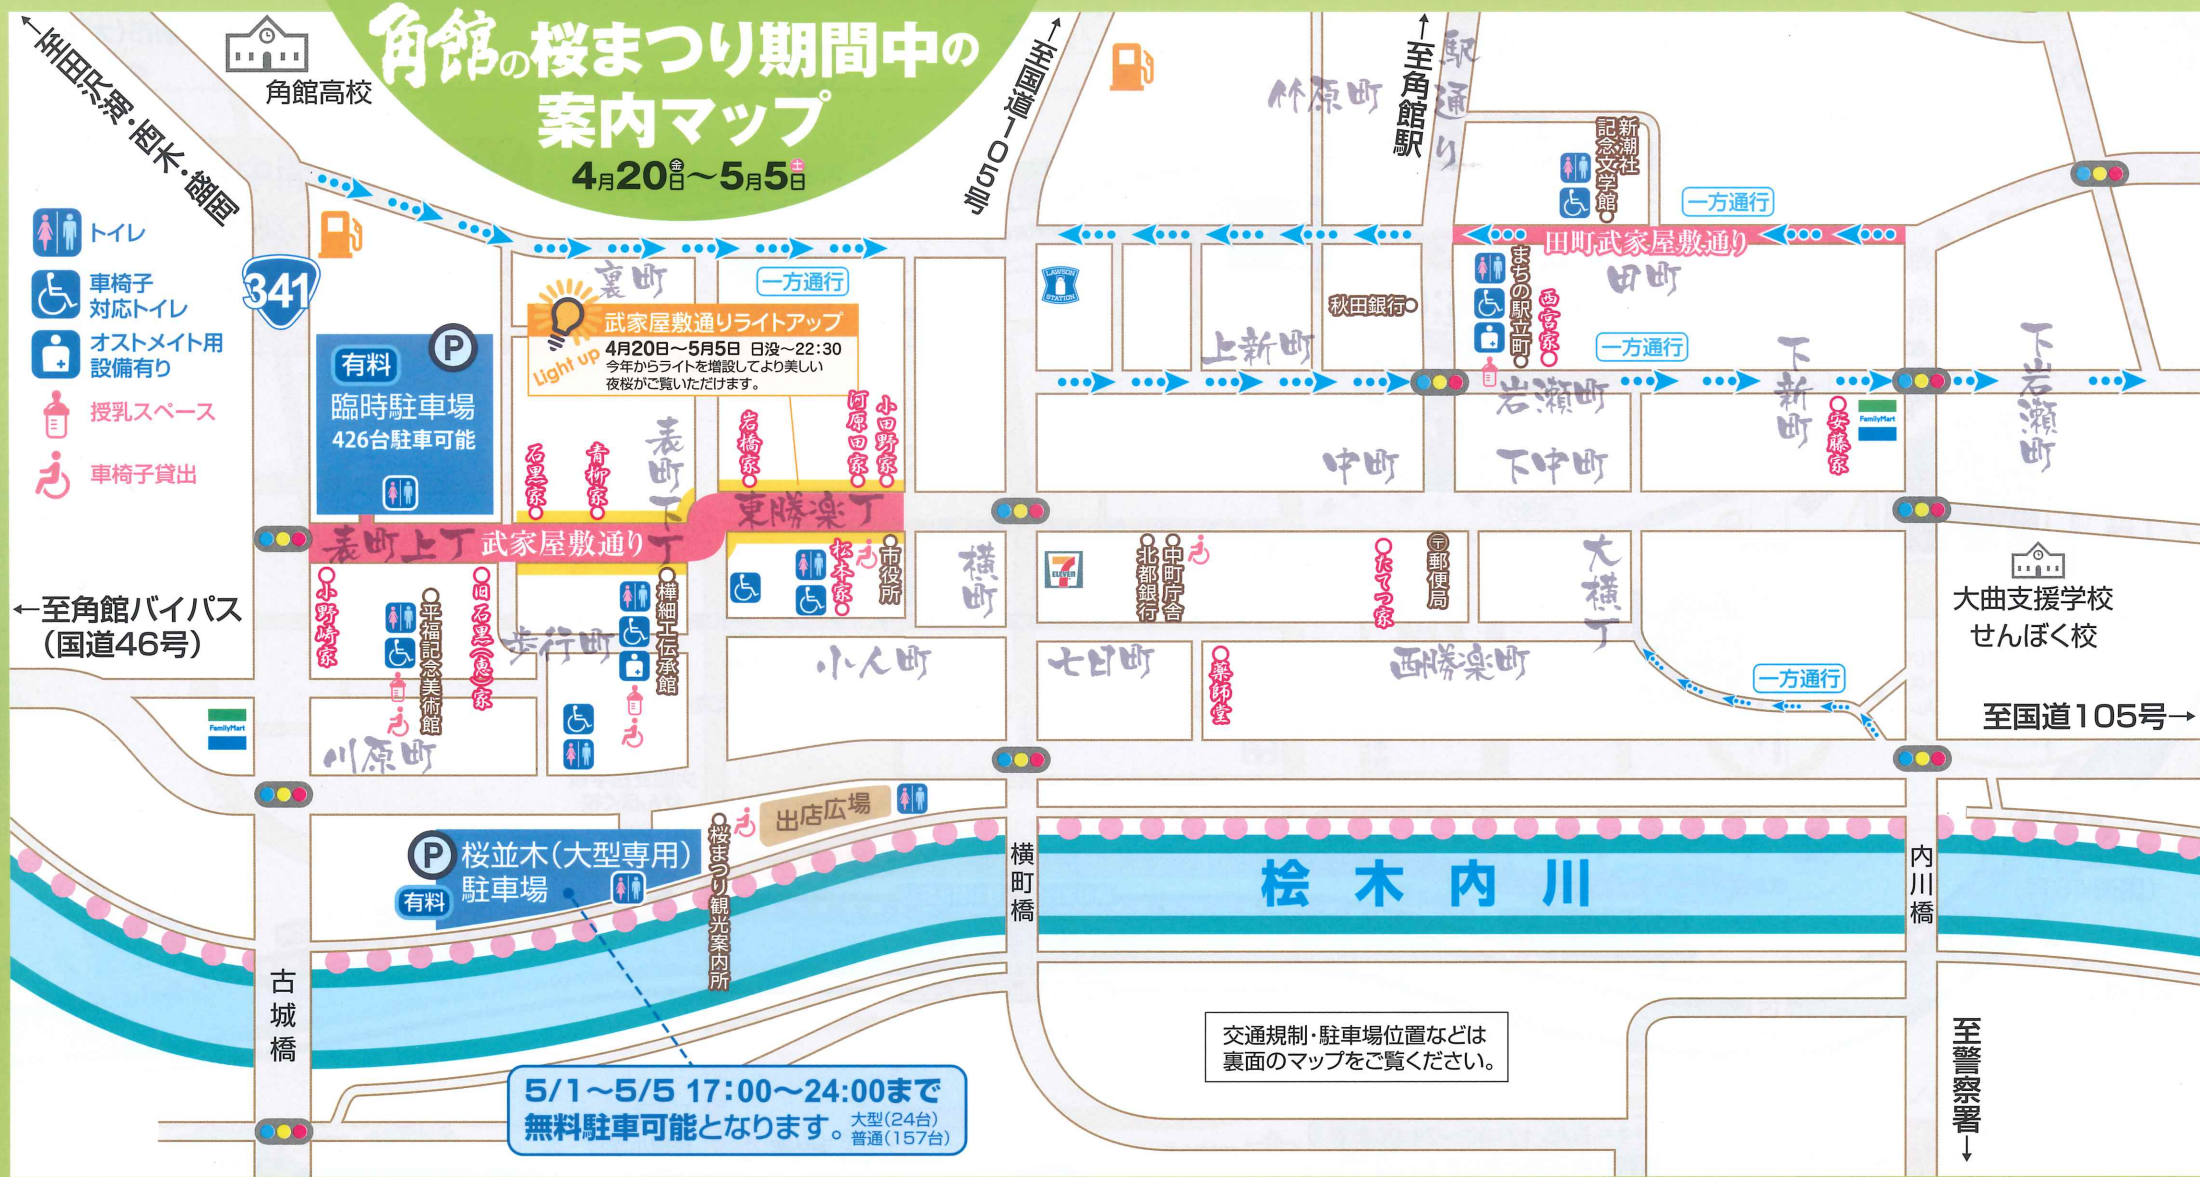 角館の桜まつり期間中の
案内マップ
4月20日金～5月5日土
至田沢湖・西木・盛岡
角館高校
至国道105号
至角館駅
駅通り
竹原町
新潮社
記念文学館
一方通行
田町武家屋敷通り
田町
トイレ
車椅子
対応トイレ
オストメイト用
設備有り
授乳スペース
車椅子貸出
341
裏町
一方通行
武家屋敷通りライトアップ
Light up
4月20日～5月5日 日没～22:30
今年からライトを増設してより美しい
夜桜がご覧いただけます。
LAWSON
STATION
秋田銀行
まちの駅立町
西宮家
上新町
一方通行
岩瀬町
下新町
下岩瀬町
P
有料
臨時駐車場
426台駐車可能
石黒家
青柳家
表町下丁
岩橋家
河原田家
小田野家
中町
下中町
安藤家
FamilyMart
表町上丁
武家屋敷通り
東勝楽丁
←至角館バイパス
（国道46号）
小野崎家
平福記念美術館
旧石黒（恵）家
歩行町
樺細工伝承館
松本家
市役所
横町
7
ELEVEN
北都銀行
中町庁舎
たてつ家
〒郵便局
大横丁
大曲支援学校
せんぼく校
小人町
七日町
薬師堂
西勝楽町
一方通行
至国道105号→
FamilyMart
川原町
出店広場
P
有料
桜並木（大型専用）
駐車場
桜まつり観光案内所
横町橋
桧木内川
内川橋
古城橋
交通規制・駐車場位置などは
裏面のマップをご覧ください。
至警察署→
5/1～5/5 17:00～24:00まで
無料駐車可能となります。
大型(24台)
普通(157台)